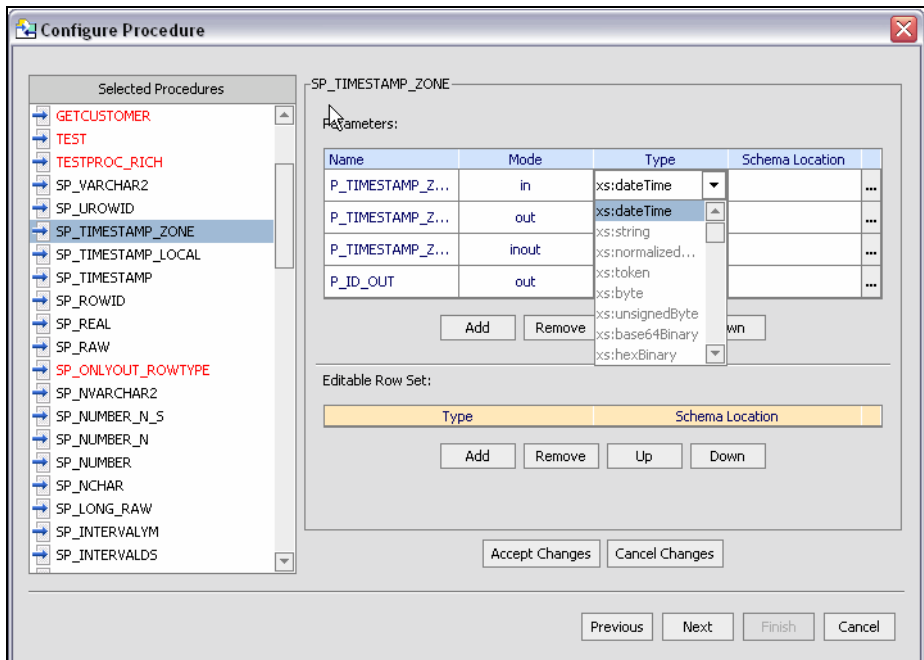 Configure Procedure
Selected Procedures
GETCUSTOMER
TEST
TESTPROC_RICH
SP_VARCHAR2
SP_UROWID
SP_TIMESTAMP_ZONE
SP_TIMESTAMP_LOCAL
SP_TIMESTAMP
SP_ROWID
SP_REAL
SP_RAW
SP_ONLYOUT_ROWTYPE
SP_NVARCHAR2
SP_NUMBER_N_S
SP_NUMBER_N
SP_NUMBER
SP_NCHAR
SP_LONG_RAW
SP_INTERVALYM
SP_INTERVALDS
SP_TIMESTAMP_ZONE
Parameters:
Name Mode Type Schema Location
P_TIMESTAMP_Z... in xs:dateTime ...
P_TIMESTAMP_Z... out ...
P_TIMESTAMP_Z... inout ...
P_ID_OUT out ...
xs:dateTime
xs:string
xs:normalized...
xs:token
xs:byte
xs:unsignedByte
xs:base64Binary
xs:hexBinary
Add Remove wn
Editable Row Set:
Type Schema Location
Add Remove Up Down
Accept Changes Cancel Changes
Previous Next Finish Cancel